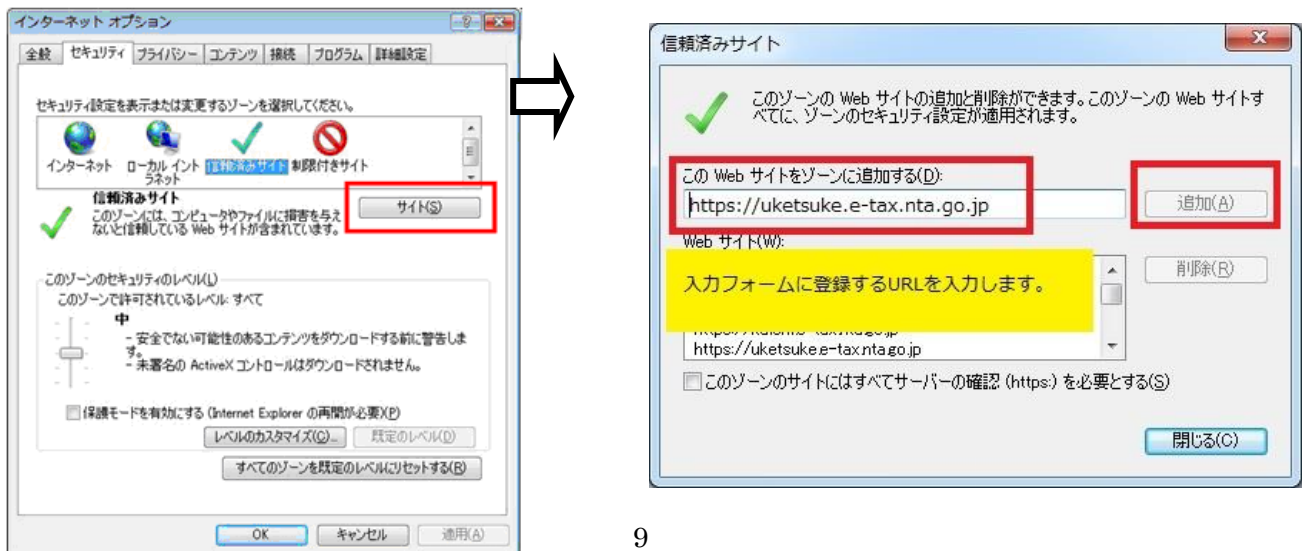 インターネット オプション
全般 セキュリティ プライバシー コンテンツ 接続 プログラム 詳細設定
セキュリティ設定を表示または変更するゾーンを選択してください。
インターネット
ローカル イント
ラネット
信頼済みサイト
制限付きサイト
信頼済みサイト
このゾーンには、コンピュータやファイルに損害を与え
ないと信頼している Web サイトが含まれています。
サイト(S)
このゾーンのセキュリティのレベル(L)
このゾーンで許可されているレベル: すべて
中
- 安全でない可能性のあるコンテンツをダウンロードする前に警告しま
す。
- 未署名の ActiveX コントロールはダウンロードされません。
保護モードを有効にする (Internet Explorer の再開が必要)(P)
レベルのカスタマイズ(C)... 既定のレベル(D)
すべてのゾーンを既定のレベルにリセットする(R)
OK キャンセル 適用(A)
信頼済みサイト
このゾーンの Web サイトの追加と削除ができます。このゾーンの Web サイトす
べてに、ゾーンのセキュリティ設定が適用されます。
この Web サイトをゾーンに追加する(D):
https://uketsuke.e-tax.nta.go.jp 追加(A)
Web サイト(W):
入力フォームに登録するURLを入力します。
削除(R)
https://uketsuke.e-tax.nta.go.jp
このゾーンのサイトにはすべてサーバーの確認 (https:) を必要とする(S)
閉じる(C)
9